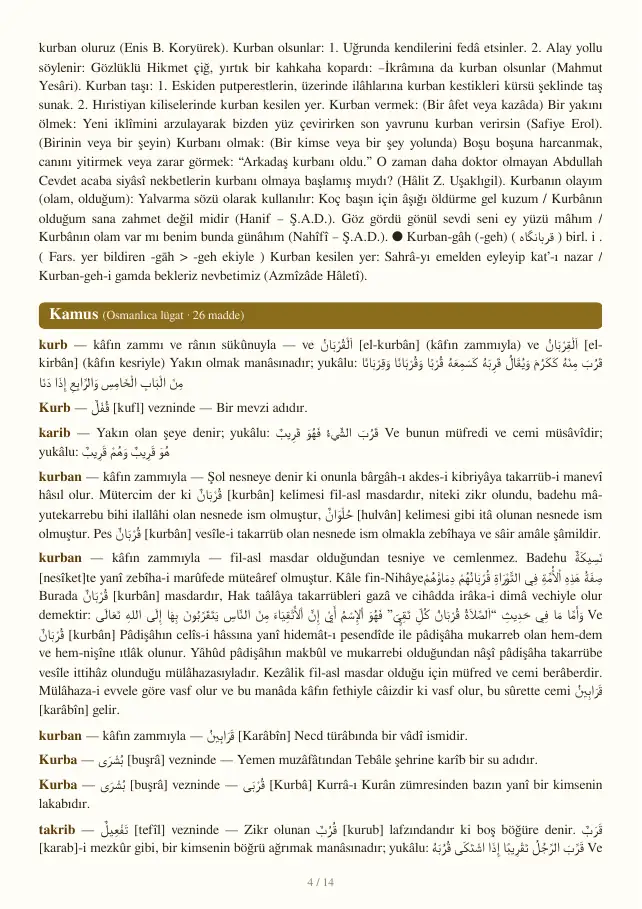 kurban oluruz (Enis B. Koryürek). Kurban olsunlar: 1. Uğrunda kendilerini fedâ etsinler. 2. Alay yollu
söylenir: Gözlüklü Hikmet çiğ, yırtık bir kahkaha kopardı: –İkrâmına da kurban olsunlar (Mahmut
Yesâri). Kurban taşı: 1. Eskiden putperestlerin, üzerinde ilâhlarına kurban kestikleri kürsü şeklinde taş
sunak. 2. Hıristiyan kiliselerinde kurban kesilen yer. Kurban vermek: (Bir âfet veya kazâda) Bir yakını
ölmek: Yeni iklîmini arzulayarak bizden yüz çevirirken son yavrunu kurban verirsin (Safiye Erol).
(Birinin veya bir şeyin) Kurbanı olmak: (Bir kimse veya bir şey yolunda) Boşu boşuna harcanmak,
canını yitirmek veya zarar görmek: “Arkadaş kurbanı oldu.” O zaman daha doktor olmayan Abdullah
Cevdet acaba siyâsî nekbetlerin kurbanı olmaya başlamış mıydı? (Hâlit Z. Uşaklıgil). Kurbanın olayım
(olam, olduğum): Yalvarma sözü olarak kullanılır: Koç başın için âşığı öldürme gel kuzum / Kurbânın
olduğum sana zahmet değil midir (Hanif – Ş.A.D.). Göz gördü gönül sevdi seni ey yüzü mâhım /
Kurbânın olam var mı benim bunda günâhım (Nahîfî – Ş.A.D.). ● Kurban-gâh (-geh) ( قربانگاه ) birl. i .
( Fars. yer bildiren -gāh > -geh ekiyle ) Kurban kesilen yer: Sahrâ-yı emelden eyleyip kat’-ı nazar /
Kurban-geh-i gamda bekleriz nevbetimiz (Azmîzâde Hâletî).
Kamus (Osmanlıca lügat · 26 madde)
kurb — kâfın zammı ve rânın sükûnuyla — ve اَلْقُرْبَانُ [el-kurbân] (kâfın zammıyla) ve اَلْقِرْبَانُ [el-
kirbân] (kâfın kesriyle) Yakın olmak manâsınadır; yukâlu: قَرُبَ مِنْهُ كَكَرُمَ وَيُقَالُ قَرِبَهُ كَسَمِعَهُ قُرْبًا وَقُرْبَانًا وَقِرْبَانًا
مِنَ الْبَابِ الْخَامِسِ وَالرَّابِعِ إِذَا دَنَا
Kurb — قُفْلٌ [kufl] vezninde — Bir mevzi adıdır.
karib — Yakın olan şeye denir; yukâlu: قَرُبَ الشَّيْءُ فَهُوَ قَرِيبٌ Ve bunun müfredi ve cemi müsâvîdir;
yukâlu: هُوَ قَرِيبٌ وَهُمْ قَرِيبٌ
kurban — kâfın zammıyla — Şol nesneye denir ki onunla bârgâh-ı akdes-i kibriyâya takarrüb-i manevî
hâsıl olur. Mütercim der ki قُرْبَانٌ [kurbân] kelimesi fil-asl masdardır, niteki zikr olundu, badehu mâ-
yutekarrebu bihi ilallâhi olan nesnede ism olmuştur, حُلْوَانٌ [hulvân] kelimesi gibi itâ olunan nesnede ism
olmuştur. Pes قُرْبَانٌ [kurbân] vesîle-i takarrüb olan nesnede ism olmakla zebîhaya ve sâir amâle şâmildir.
kurban — kâfın zammıyla — fil-asl masdar olduğundan tesniye ve cemlenmez. Badehu نَسِيكَةٌ
[nesîket]te yanî zebîha-i marûfede müteâref olmuştur. Kâle fin-Nihâye صِفَةُ هَذِهِ الْأُمَّةِ فِي التَّوْرَاةِ قُرْبَانُهُمْ دِمَاؤُهُمْ
Burada قُرْبَانٌ [kurbân] masdardır, Hak taâlâya takarrübleri gazâ ve cihâdda irâka-i dimâ vechiyle olur
demektir: وَأَمَّا مَا فِي حَدِيثِ “اَلصَّلاَةُ قُرْبَانُ كُلِّ تَقِيٍّ” فَهُوَ اَلْإِسْمُ أَيْ إِنَّ اْلأَتْقِيَاءَ مِنَ النَّاسِ يَتَقَرَّبُونَ بِهَا إِلَى اللهِ تَعَالَى Ve
قُرْبَانٌ [kurbân] Pâdişâhın celîs-i hâssına yanî hidemât-ı pesendîde ile pâdişâha mukarreb olan hem-dem
ve hem-nişîne ıtlâk olunur. Yâhûd pâdişâhın makbûl ve mukarrebi olduğundan nâşî pâdişâha takarrübe
vesîle ittihâz olunduğu mülâhazasıyladır. Kezâlik fil-asl masdar olduğu için müfred ve cemi berâberdir.
Mülâhaza-i evvele göre vasf olur ve bu manâda kâfın fethiyle câizdir ki vasf olur, bu sûrette cemi قَرَابِينُ
[karâbîn] gelir.
kurban — kâfın zammıyla — قَرَابِينُ [Karâbîn] Necd türâbında bir vâdî ismidir.
Kurba — بُشْرَى [buşrâ] vezninde — Yemen muzâfâtından Tebâle şehrine karîb bir su adıdır.
Kurba — بُشْرَى [buşrâ] vezninde — قُرْبَى [Kurbâ] Kurrâ-ı Kurân zümresinden bazın yanî bir kimsenin
lakabıdır.
takrib — تَفْعِيلٌ [tefîl] vezninde — Zikr olunan قُرُبٌ [kurub] lafzındandır ki boş böğüre denir. قَرَبٌ
[karab]-i mezkûr gibi, bir kimsenin böğrü ağrımak manâsınadır; yukâlu: قَرَّبَ الرَّجُلُ تَقْرِيبًا إِذَا اشْتَكَى قُرْبَهُ Ve
4 / 14